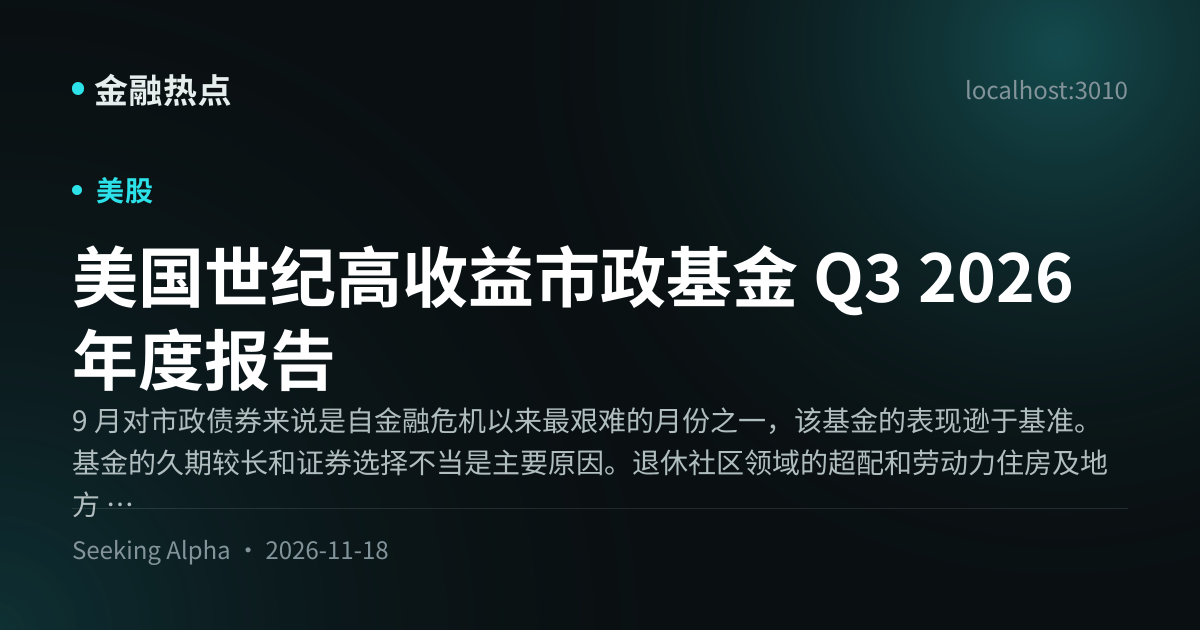 金融热点
localhost:3010
美股
美国世纪高收益市政基金 Q3 2026
年度报告
9 月对市政债券来说是自金融危机以来最艰难的月份之一，该基金的表现逊于基准。
基金的久期较长和证券选择不当是主要原因。退休社区领域的超配和劳动力住房及地
方 …
Seeking Alpha · 2026-11-18